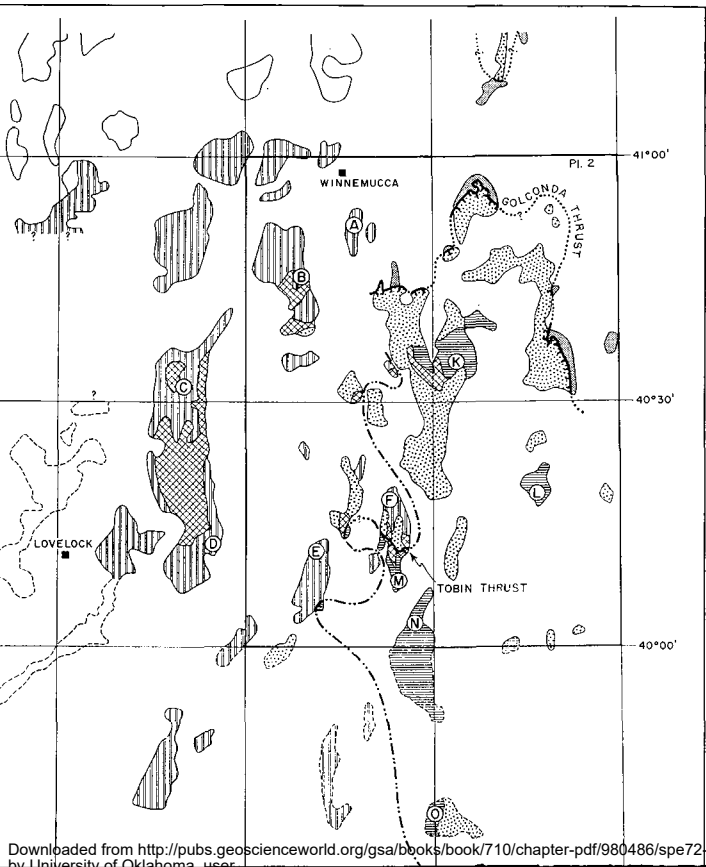 41°00'
Pl. 2
WINNEMUCCA
GOLCONDA THRUST
?
A
B
? ?
K
C
?
40°30'
L
F
LOVELOCK
D
E
M
TOBIN THRUST
N
40°00'
O
Downloaded from http://pubs.geoscienceworld.org/gsa/books/book/710/chapter-pdf/980486/spe72-
by University of Oklahoma user